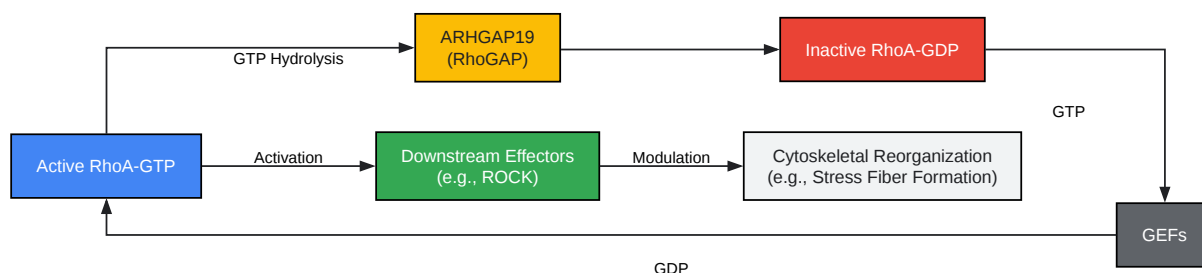 ARHGAP19
(RhoGAP)
Inactive RhoA-GDP
GTP Hydrolysis
GTP
Active RhoA-GTP
Activation
Downstream Effectors
(e.g., ROCK)
Modulation
Cytoskeletal Reorganization
(e.g., Stress Fiber Formation)
GEFs
GDP